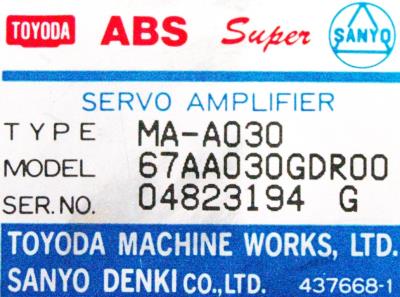 TOYODA ABS Super SANYO
SERVO AMPLIFIER
TYPE MA-A030
MODEL 67AA030GDR00
SER.NO. 04823194 G
TOYODA MACHINE WORKS, LTD.
SANYO DENKI CO.,LTD. 437668-1